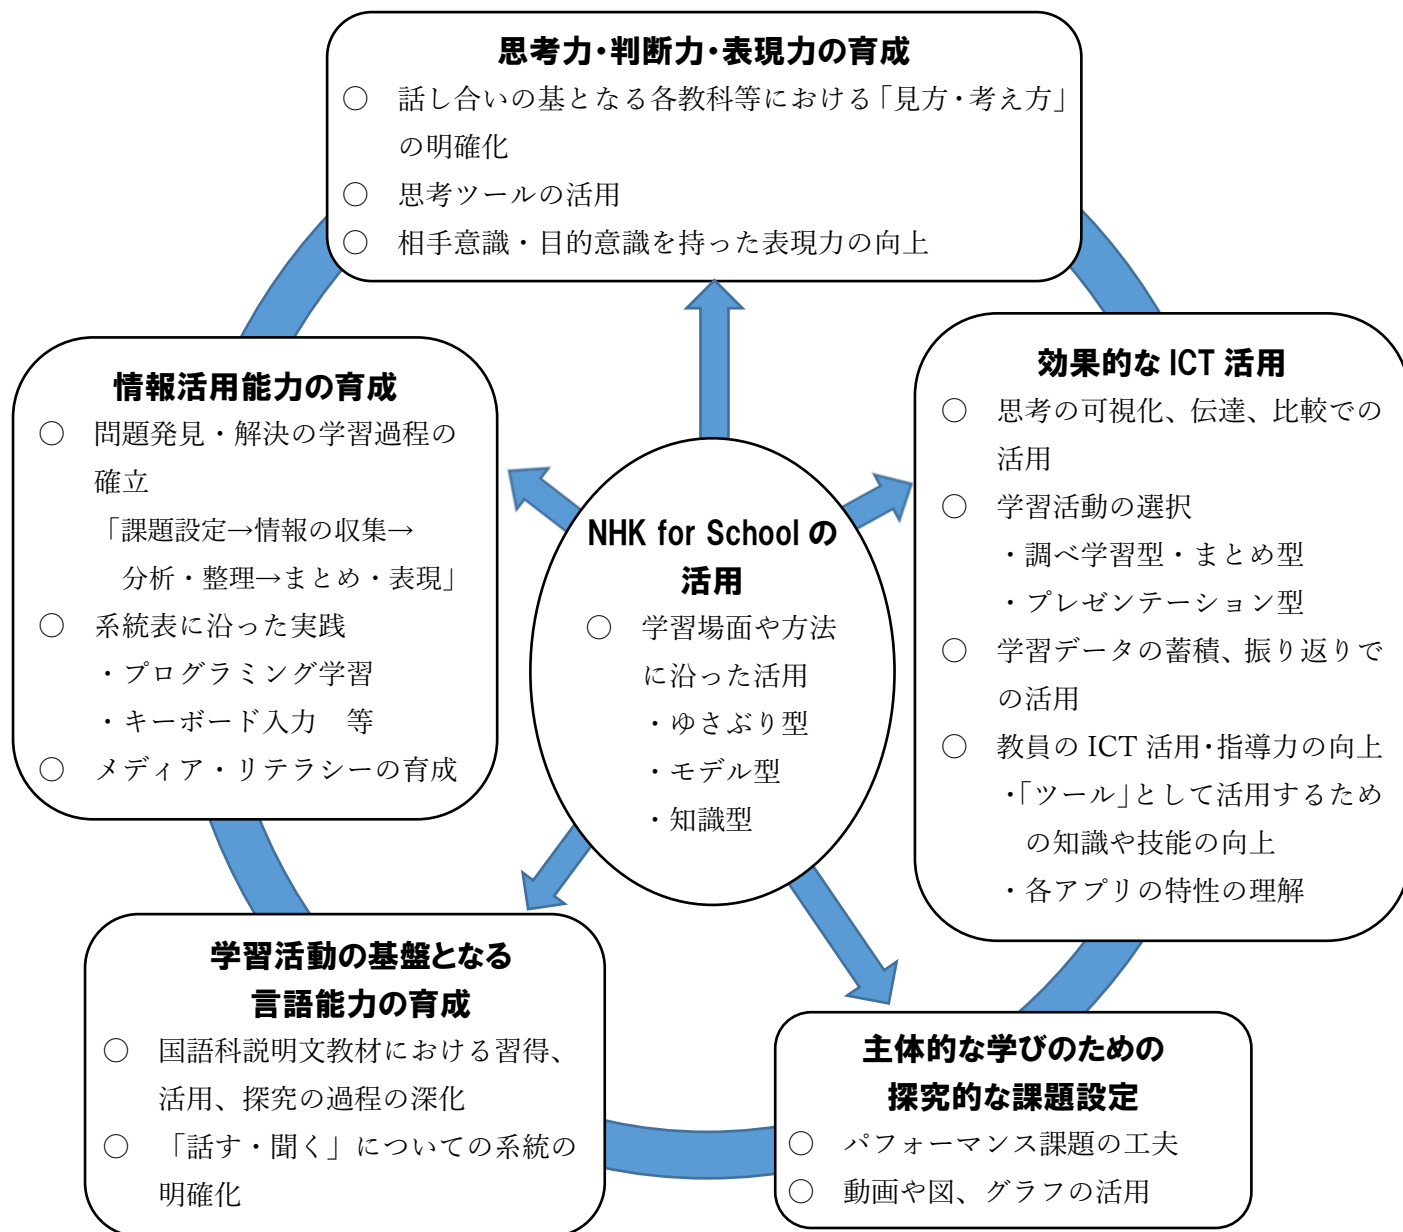 思考力・判断力・表現力の育成
○ 話し合いの基となる各教科等における「見方・考え方」
の明確化
○ 思考ツールの活用
○ 相手意識・目的意識を持った表現力の向上
情報活用能力の育成
○ 問題発見・解決の学習過程の
確立
「課題設定→情報の収集→
分析・整理→まとめ・表現」
○ 系統表に沿った実践
・プログラミング学習
・キーボード入力　等
○ メディア・リテラシーの育成
NHK for School の
活用
○ 学習場面や方法
に沿った活用
・ゆさぶり型
・モデル型
・知識型
効果的な ICT 活用
○ 思考の可視化、伝達、比較での
活用
○ 学習活動の選択
・調べ学習型・まとめ型
・プレゼンテーション型
○ 学習データの蓄積、振り返りで
の活用
○ 教員の ICT 活用・指導力の向上
・「ツール」として活用するため
の知識や技能の向上
・各アプリの特性の理解
学習活動の基盤となる
言語能力の育成
○ 国語科説明文教材における習得、
活用、探究の過程の深化
○ 「話す・聞く」についての系統の
明確化
主体的な学びのための
探究的な課題設定
○ パフォーマンス課題の工夫
○ 動画や図、グラフの活用